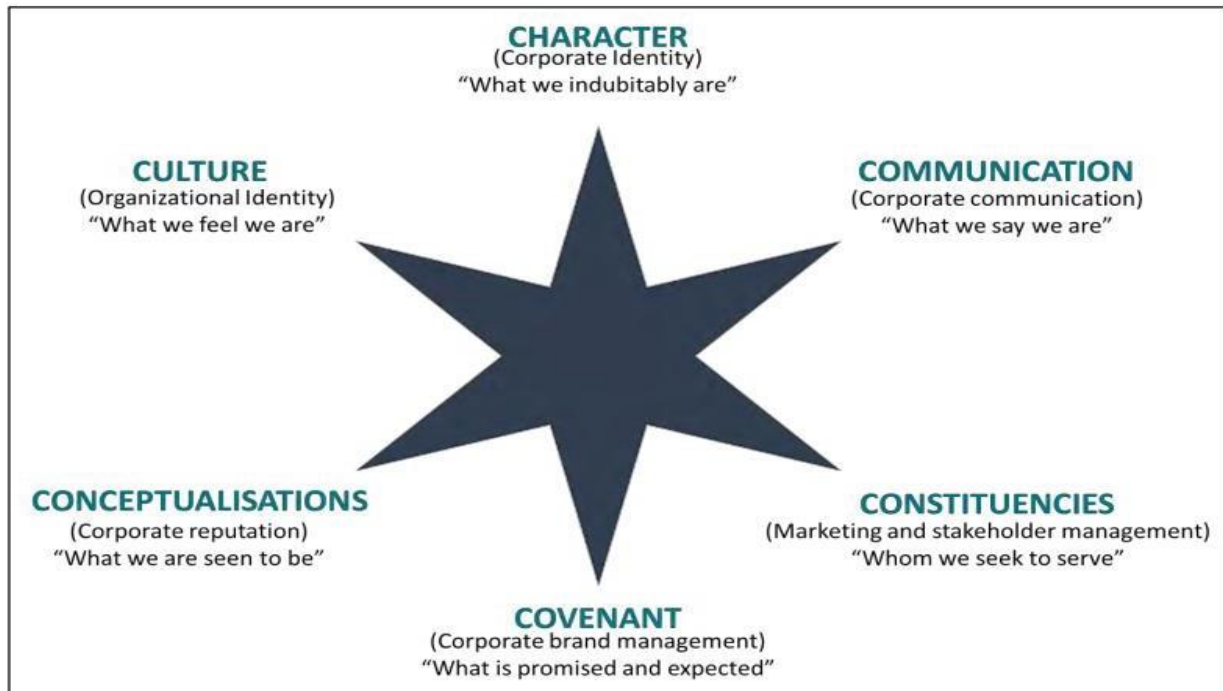 CHARACTER
(Corporate Identity)
“What we indubitably are”
CULTURE
(Organizational Identity)
“What we feel we are”
COMMUNICATION
(Corporate communication)
“What we say we are”
CONCEPTUALISATIONS
(Corporate reputation)
“What we are seen to be”
CONSTITUENCIES
(Marketing and stakeholder management)
“Whom we seek to serve”
COVENANT
(Corporate brand management)
“What is promised and expected”